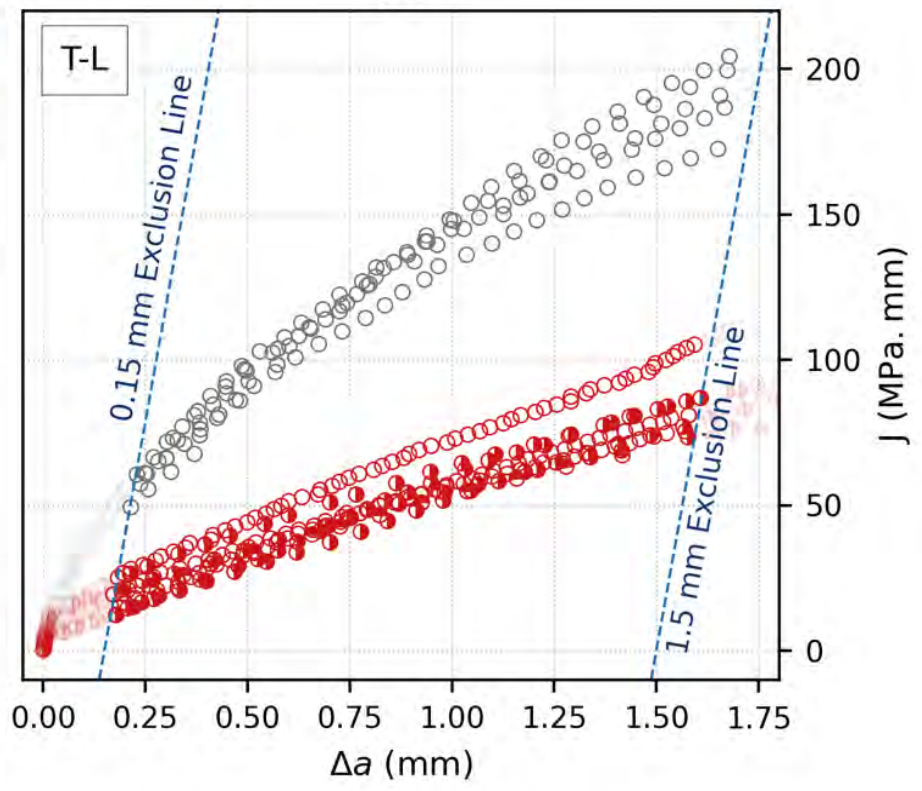 T-L
0.15 mm Exclusion Line
1.5 mm Exclusion Line
200
150
100
50
0
J (MPa. mm)
0.00 0.25 0.50 0.75 1.00 1.25 1.50 1.75
Δa (mm)